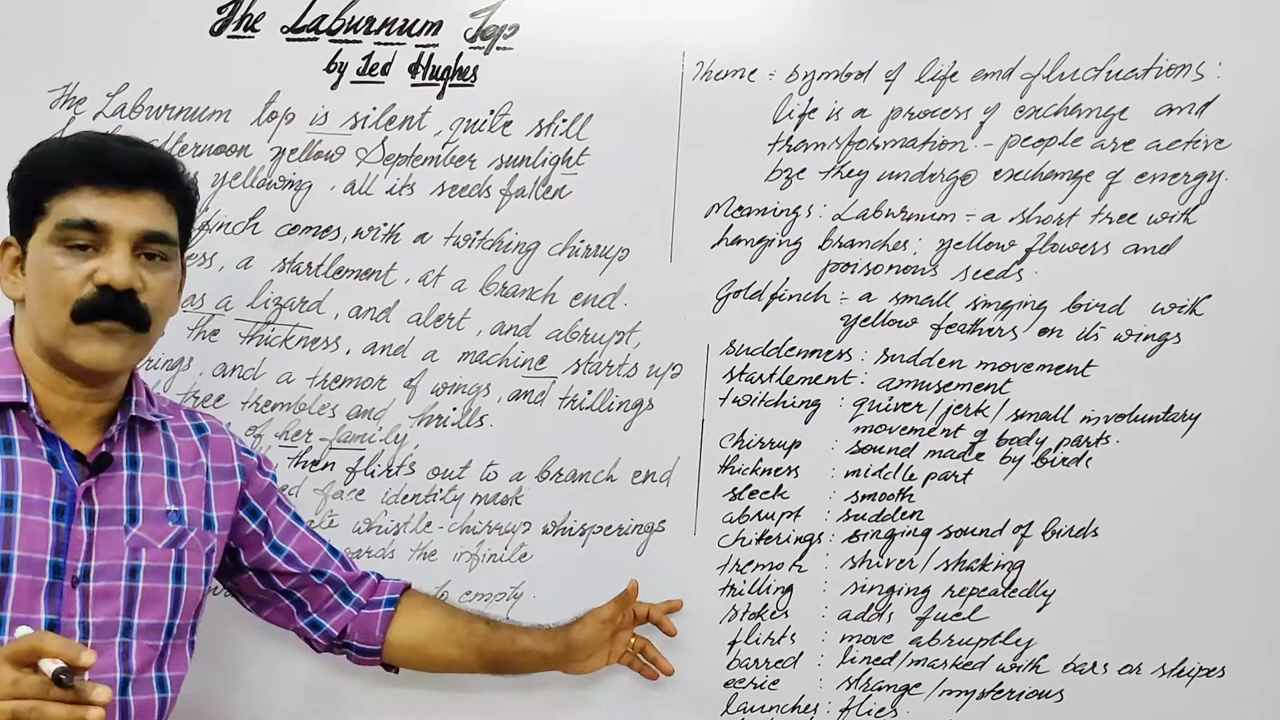 The Laburnum Top
by Ted Hughes
The Laburnum top is silent, quite still
afternoon yellow September sunlight
yellowing, all its seeds fallen
finch comes, with a twitching chirrup
ess, a startlement, at a branch end.
as a lizard, and alert, and abrupt,
the thickness, and a machine starts up
rings, and a tremor of wings, and trillings
tree trembles and thrills.
of her family,
then flirts out to a branch end
ed face identity mask
ate whistle-chirrup whisperings
wards the infinite
to empty.
Theme :- symbol of life and fluctuations:
life is a process of exchange and
transformation. - people are active
bze they undergo exchange of energy.
Meanings: Laburnum :- a short tree with
hanging branches; yellow flowers and
poisonous seeds.
Goldfinch :- a small singing bird with
yellow feathers on its wings
suddenness: sudden movement
startlement: amusement
twitching : quiver/jerk/small involuntary
movement of body parts.
chirrup : sound made by birds
thickness : middle part
sleek : smooth
abrupt : sudden
chiterings: singing sound of birds
tremor : shiver/shaking
trilling : singing repeatedly
stokes : adds fuel
flirts : move abruptly
barred : lined/marked with bars or stripes
eerie : strange/mysterious
launches: flies.